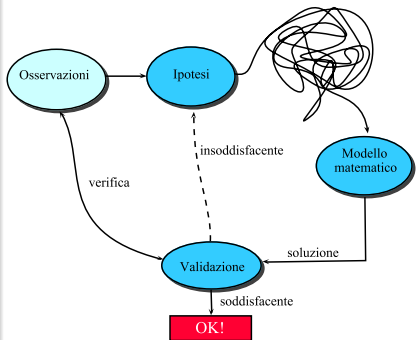 Osservazioni
Ipotesi
insoddisfacente
Modello
matematico
verifica
soluzione
Validazione
soddisfacente
OK!